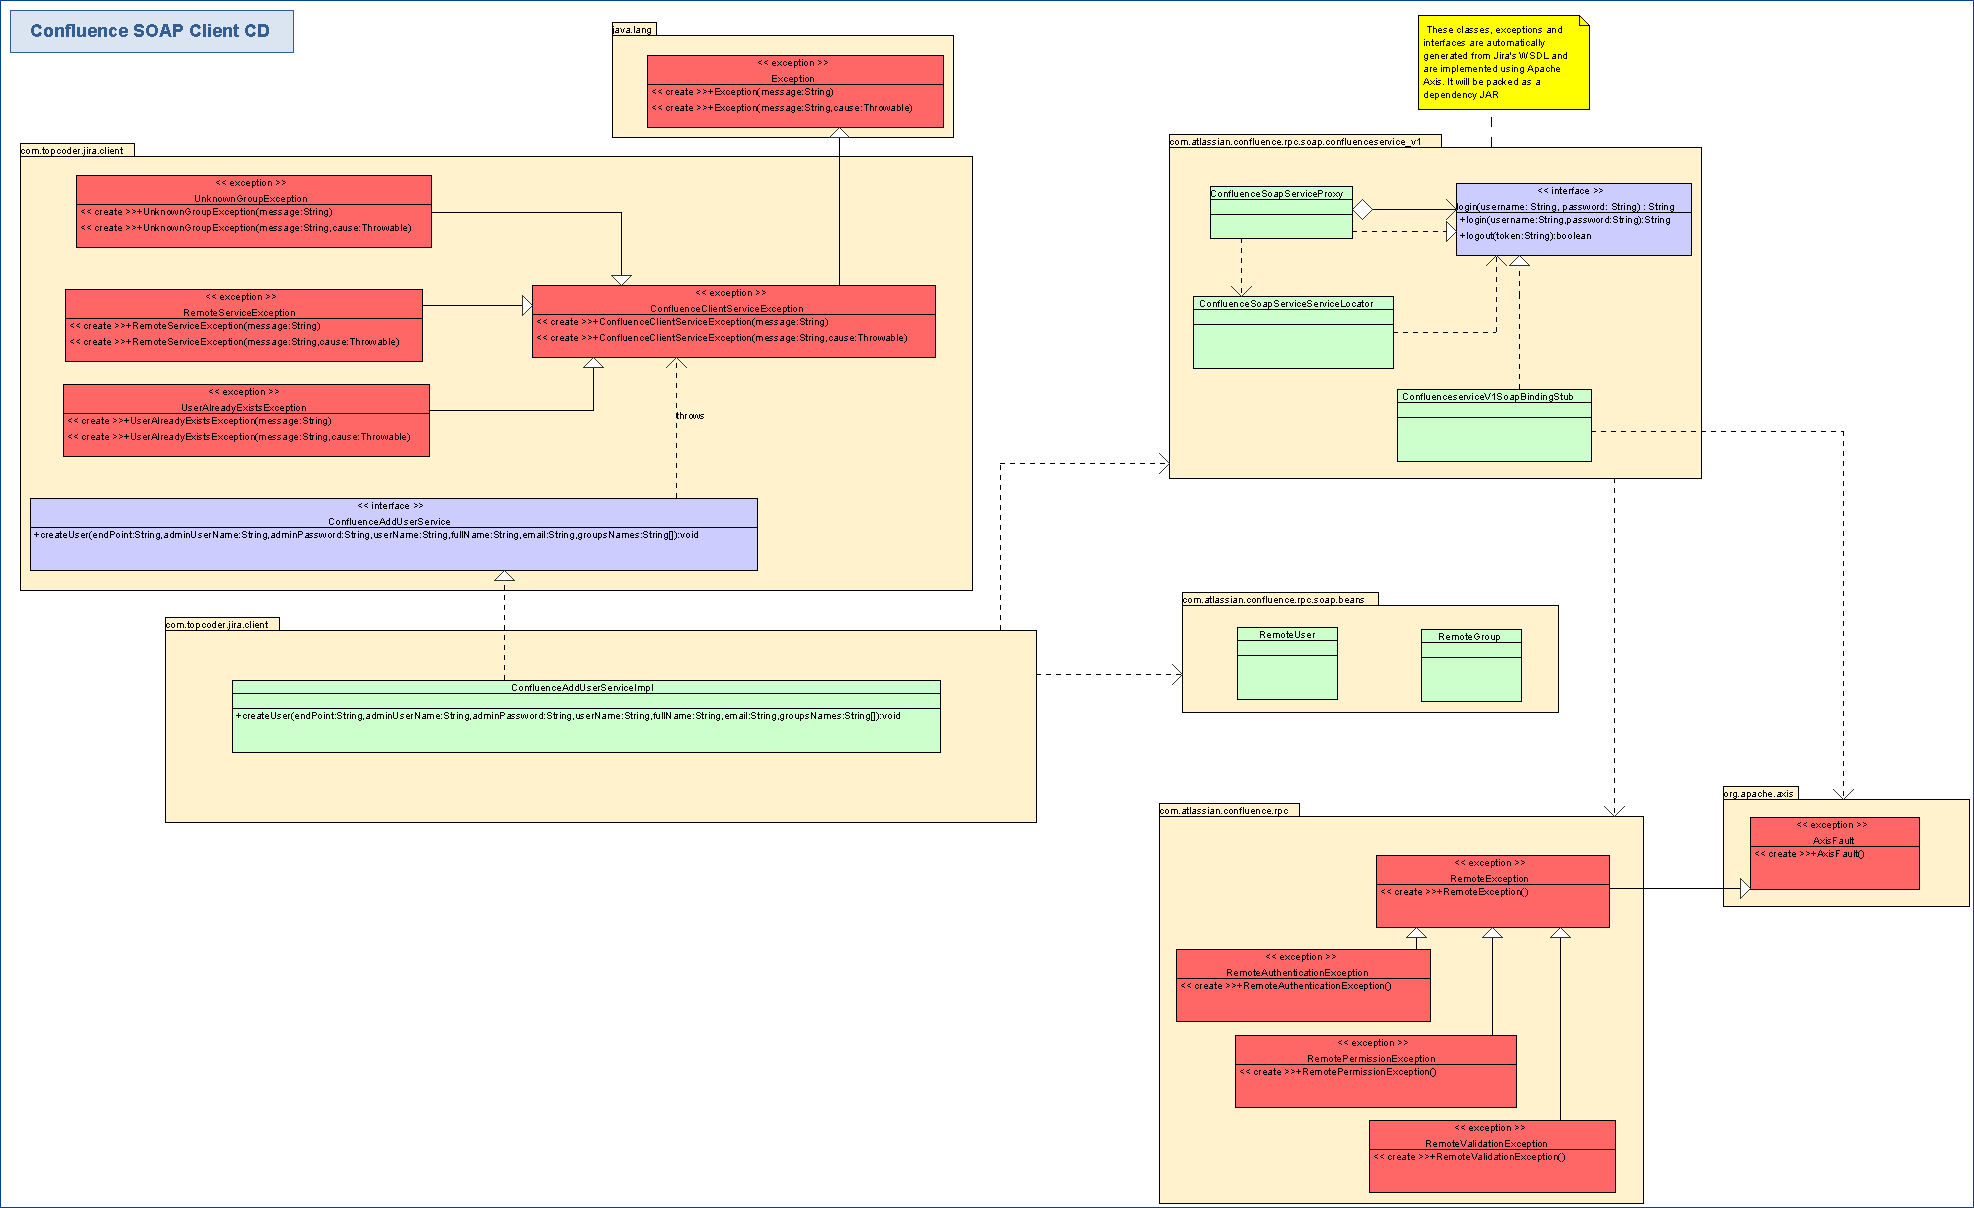 Confluence SOAP Client CD
java.lang
<< exception >>
Exception
<< create >>+Exception(message:String)
<< create >>+Exception(message:String,cause:Throwable)
These classes, exceptions and
interfaces are automatically
generated from Jira's WSDL and
are implemented using Apache
Axis. It will be packed as a
dependency JAR
com.topcoder.jira.client
<< exception >>
UnknownGroupException
<< create >>+UnknownGroupException(message:String)
<< create >>+UnknownGroupException(message:String,cause:Throwable)
<< exception >>
RemoteServiceException
<< create >>+RemoteServiceException(message:String)
<< create >>+RemoteServiceException(message:String,cause:Throwable)
<< exception >>
ConfluenceClientServiceException
<< create >>+ConfluenceClientServiceException(message:String)
<< create >>+ConfluenceClientServiceException(message:String,cause:Throwable)
<< exception >>
UserAlreadyExistsException
<< create >>+UserAlreadyExistsException(message:String)
<< create >>+UserAlreadyExistsException(message:String,cause:Throwable)
throws
<< interface >>
ConfluenceAddUserService
+createUser(endPoint:String,adminUserName:String,adminPassword:String,userName:String,fullName:String,email:String,groupsNames:String[]):void
com.topcoder.jira.client
ConfluenceAddUserServiceImpl
+createUser(endPoint:String,adminUserName:String,adminPassword:String,userName:String,fullName:String,email:String,groupsNames:String[]):void
com.atlassian.confluence.rpc.soap.confluenceservice_v1
ConfluenceSoapServiceProxy
<< interface >>
login(username: String, password: String) : String
+login(username:String,password:String):String
+logout(token:String):boolean
ConfluenceSoapServiceServiceLocator
ConfluenceserviceV1SoapBindingStub
com.atlassian.confluence.rpc.soap.beans
RemoteUser
RemoteGroup
com.atlassian.confluence.rpc
<< exception >>
RemoteException
<< create >>+RemoteException()
<< exception >>
RemoteAuthenticationException
<< create >>+RemoteAuthenticationException()
<< exception >>
RemotePermissionException
<< create >>+RemotePermissionException()
<< exception >>
RemoteValidationException
<< create >>+RemoteValidationException()
org.apache.axis
<< exception >>
AxisFault
<< create >>+AxisFault()